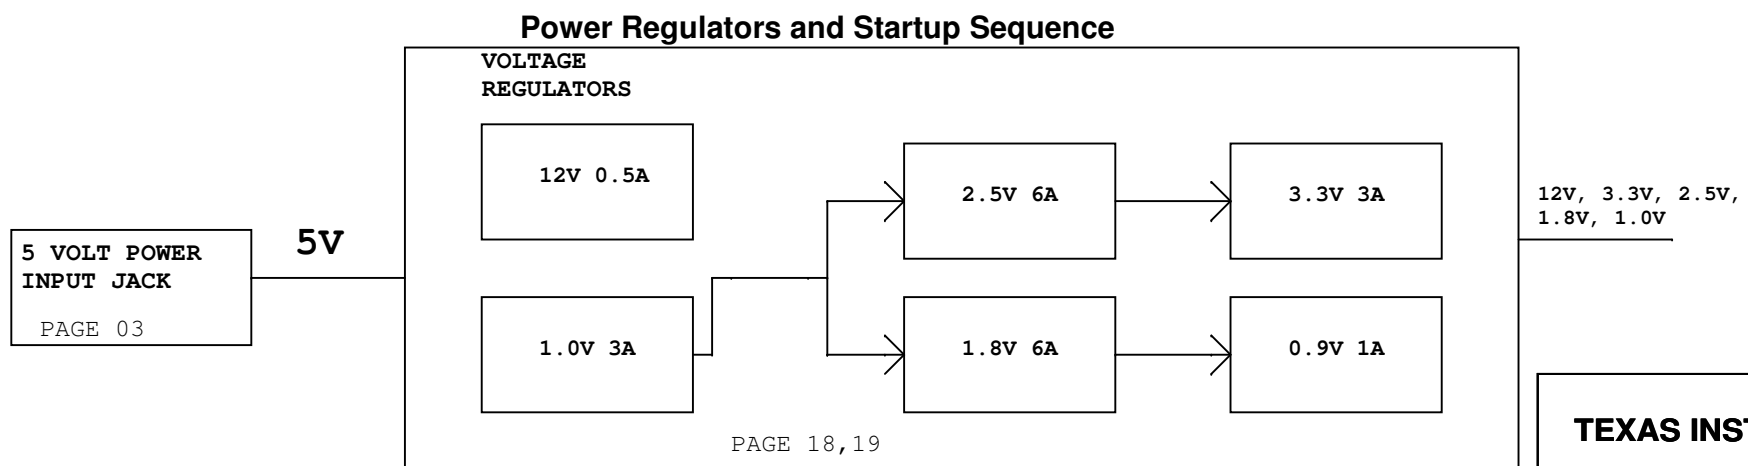 Power Regulators and Startup Sequence
VOLTAGE
REGULATORS
12V 0.5A
2.5V 6A
3.3V 3A
12V, 3.3V, 2.5V,
1.8V, 1.0V
5V
5 VOLT POWER
INPUT JACK
PAGE 03
1.0V 3A
1.8V 6A
0.9V 1A
PAGE 18,19
TEXAS